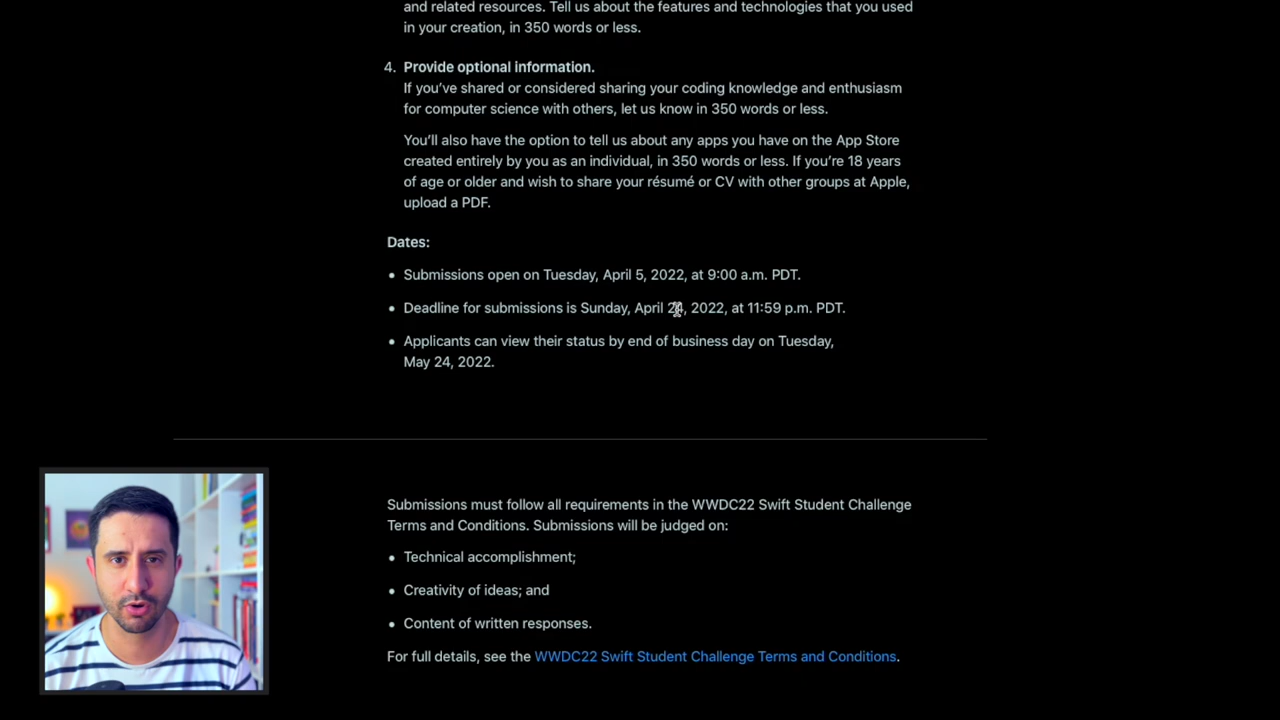 and related resources. Tell us about the features and technologies that you used
in your creation, in 350 words or less.
4. Provide optional information.
If you’ve shared or considered sharing your coding knowledge and enthusiasm
for computer science with others, let us know in 350 words or less.
You’ll also have the option to tell us about any apps you have on the App Store
created entirely by you as an individual, in 350 words or less. If you’re 18 years
of age or older and wish to share your résumé or CV with other groups at Apple,
upload a PDF.
Dates:
• Submissions open on Tuesday, April 5, 2022, at 9:00 a.m. PDT.
• Deadline for submissions is Sunday, April 24, 2022, at 11:59 p.m. PDT.
• Applicants can view their status by end of business day on Tuesday,
May 24, 2022.
Submissions must follow all requirements in the WWDC22 Swift Student Challenge
Terms and Conditions. Submissions will be judged on:
• Technical accomplishment;
• Creativity of ideas; and
• Content of written responses.
For full details, see the WWDC22 Swift Student Challenge Terms and Conditions.